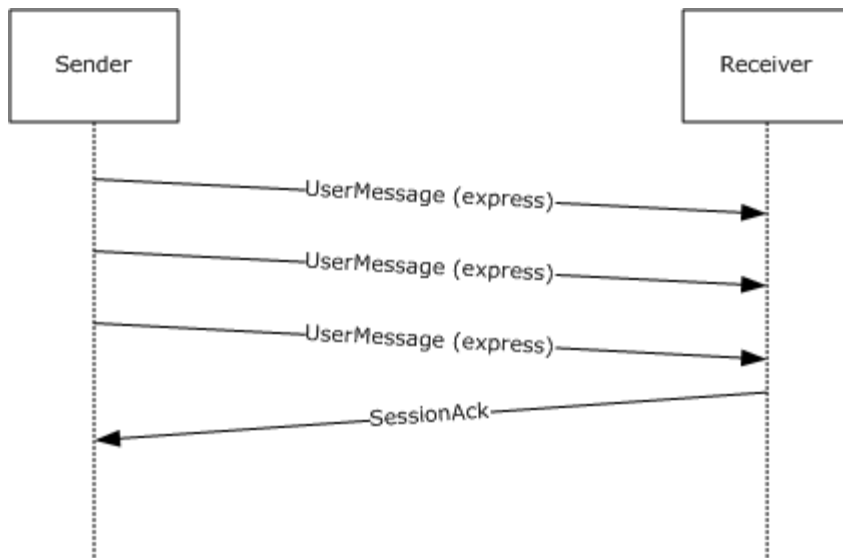 Sender
Receiver
UserMessage (express)
UserMessage (express)
UserMessage (express)
SessionAck